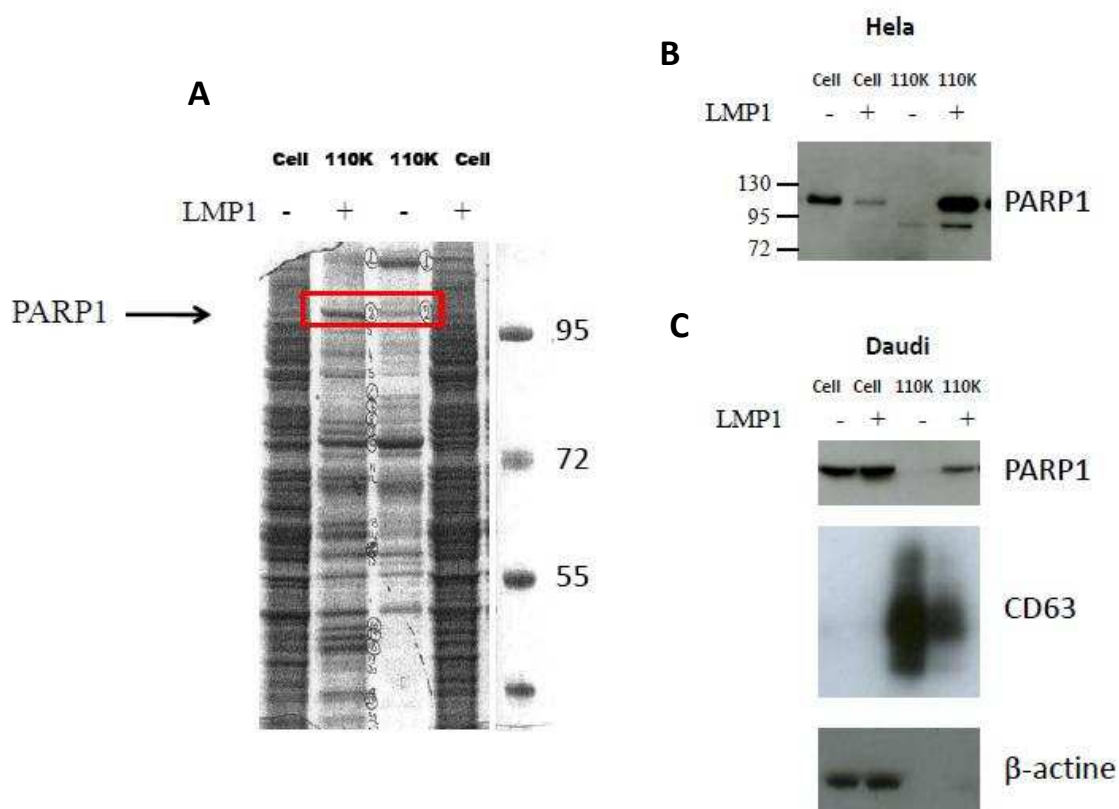 A
Cell 110K 110K Cell
LMP1 - + - +
PARP1
95
72
55
B
Hela
Cell Cell 110K 110K
LMP1 - + - +
130
95
72
PARP1
C
Daudi
Cell Cell 110K 110K
LMP1 - + - +
PARP1
CD63
β-actine